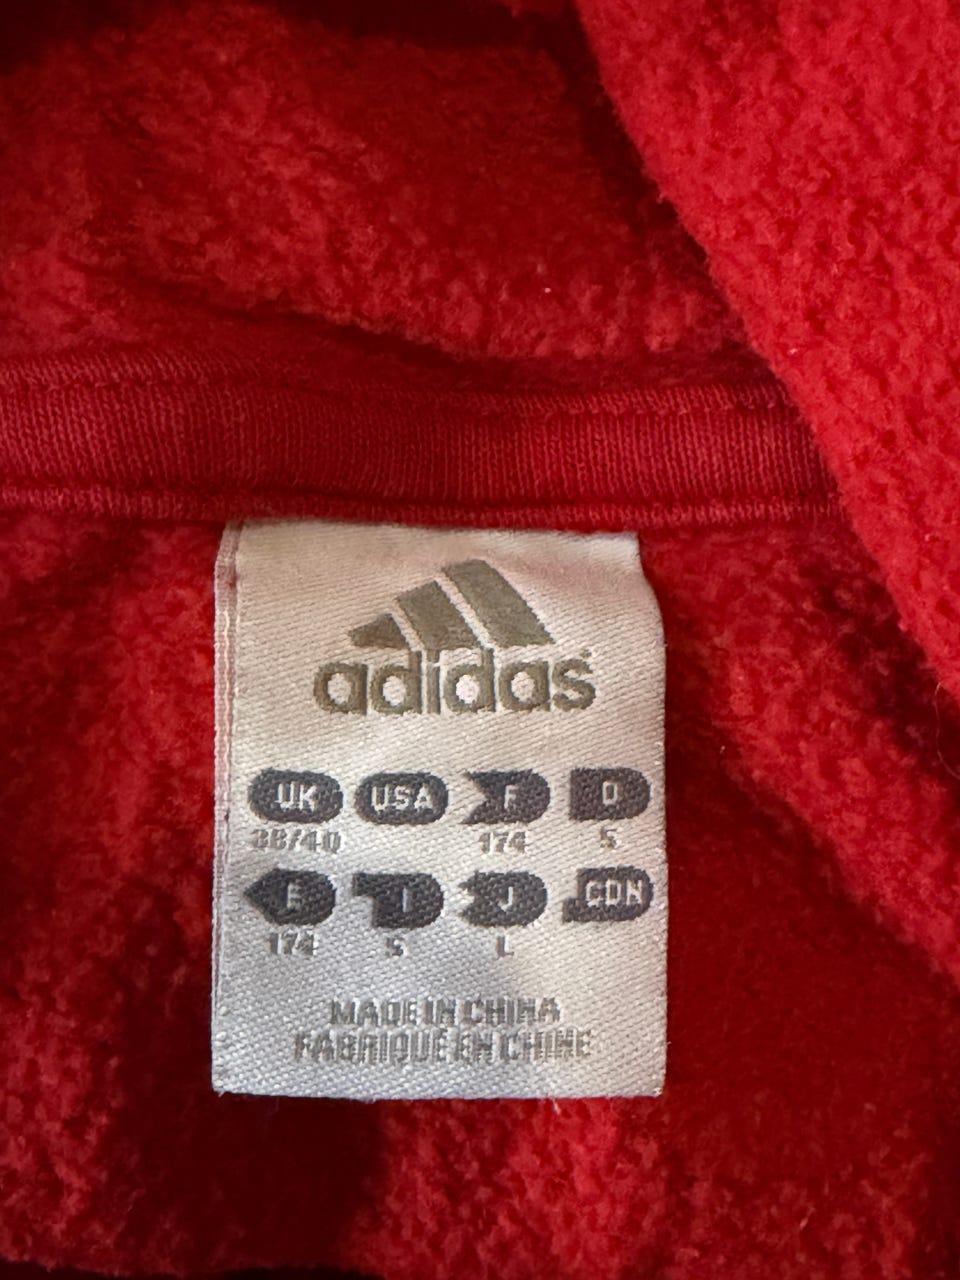 adidas
UK USA F D
38/40 174 S
E I J CDN
174 S L
MADE IN CHINA
FABRIQUÉ EN CHINE